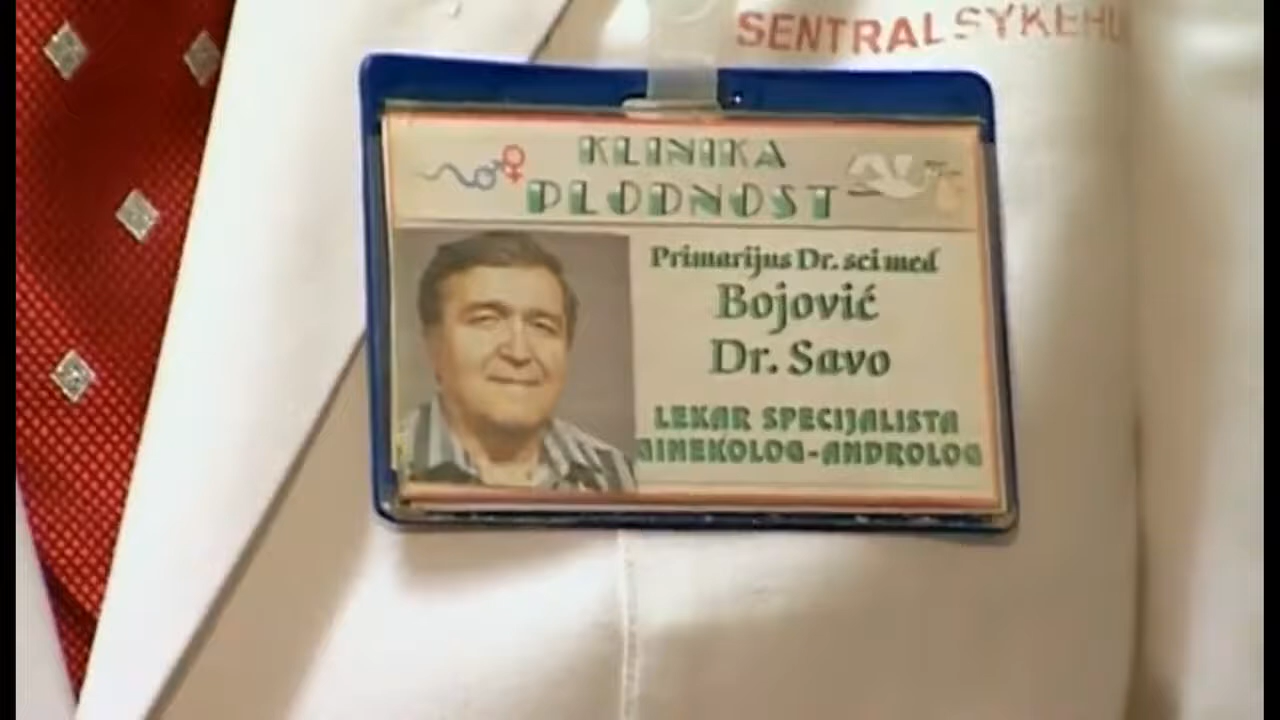 SENTRALSYKEHU
KLINIKA
PLODNOST
Primarijus Dr. sci med
Bojović
Dr. Savo
LEKAR SPECIJALISTA
GINEKOLOG-ANDROLOG